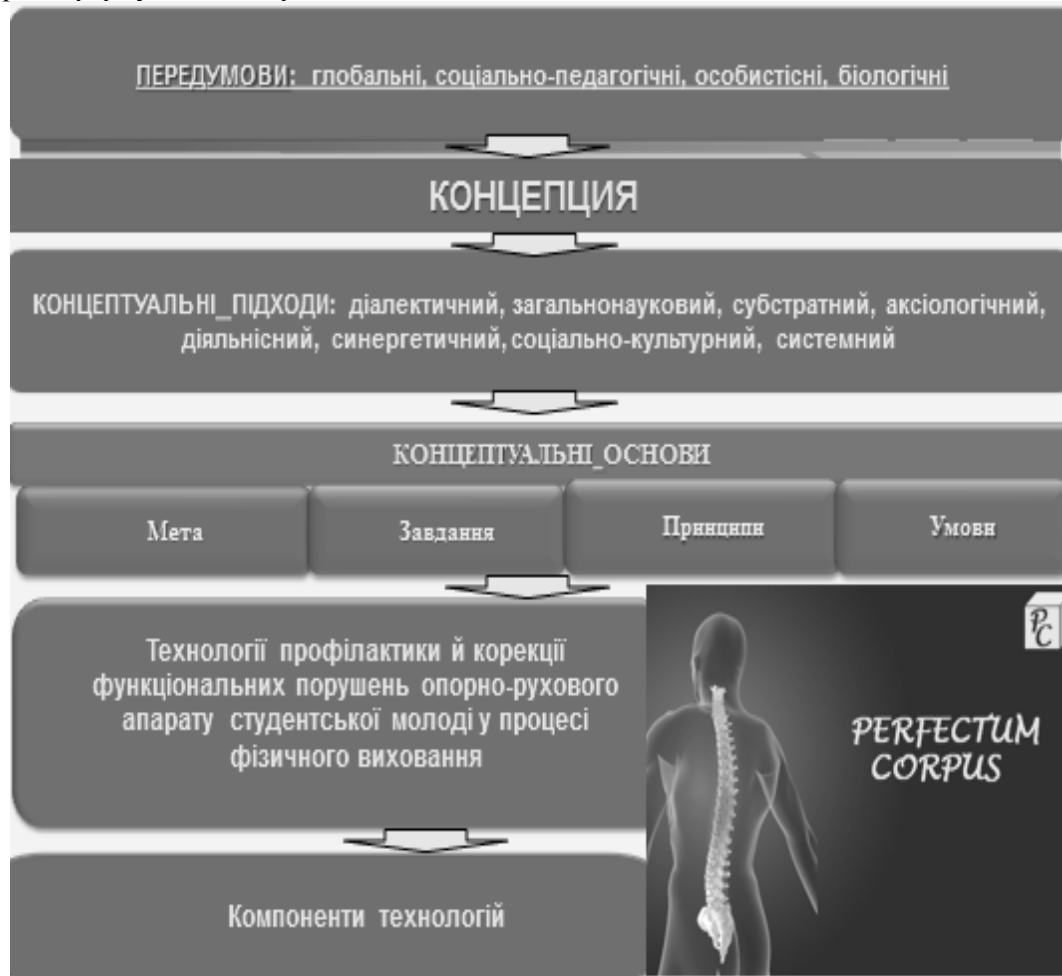 ПЕРЕДУМОВИ: глобальні, соціально-педагогічні, особистісні, біологічні
КОНЦЕПЦИЯ
КОНЦЕПТУАЛЬНІ_ПІДХОДИ: діалектичний, загальнонауковий, субстратний, аксіологічний,
діяльнісний, синергетичний, соціально-культурний, системний
КОНЦЕПТУАЛЬНІ_ОСНОВИ
Мета
Завдання
Принципи
Умови
Технології профілактики й корекції
функціональних порушень опорно-рухового
апарату студентської молоді у процесі
фізичного виховання
PC
PERFECTUM
CORPUS
Компоненти технологій